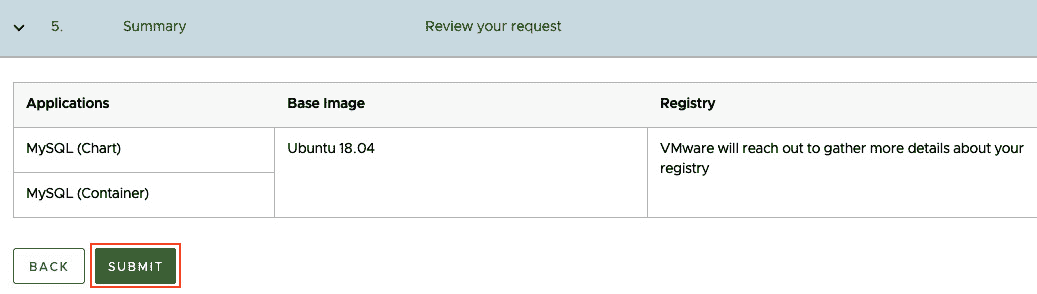 5. Summary Review your request
Applications Base Image Registry
MySQL (Chart) Ubuntu 18.04 VMware will reach out to gather more details about your
registry
MySQL (Container)
BACK SUBMIT